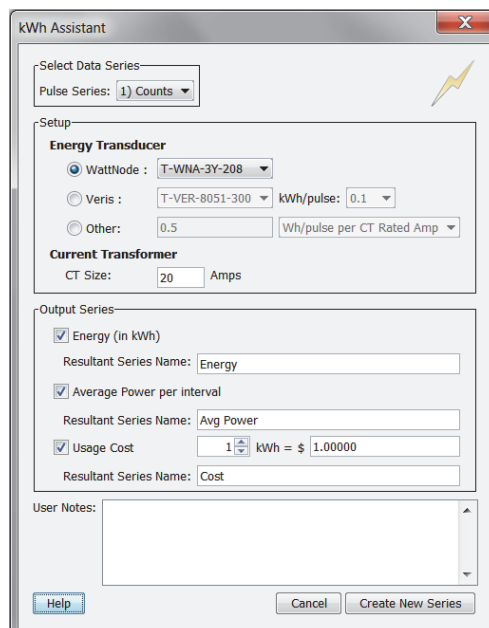 kWh Assistant
Select Data Series
Pulse Series: 1) Counts
Setup
Energy Transducer
WattNode : T-WNA-3Y-208
Veris : T-VER-8051-300 kWh/pulse: 0.1
Other: 0.5 Wh/pulse per CT Rated Amp
Current Transformer
CT Size: 20 Amps
Output Series
Energy (in kWh)
Resultant Series Name: Energy
Average Power per interval
Resultant Series Name: Avg Power
Usage Cost 1 kWh = $ 1.00000
Resultant Series Name: Cost
User Notes:
Help Cancel Create New Series